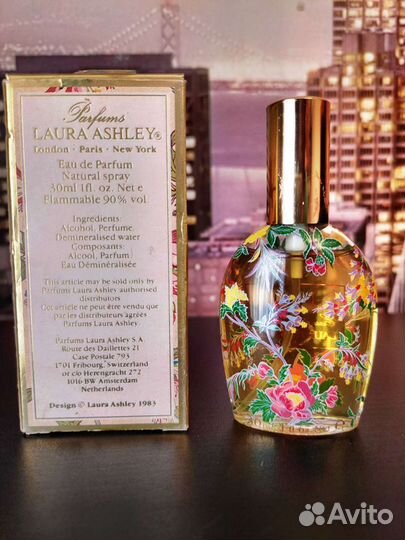 Parfums
LAURA ASHLEY®
London · Paris · New York
Eau de Parfum
Natural spray
30ml 1fl. oz. Net e
Flammable 90% vol
Ingredients:
Alcohol, Perfume,
Demineralised water
Composants:
Alcool, Parfum,
Eau Déminéralisée
This article may be sold only by
Parfums Laura Ashley authorised
distributors
Cet article ne peut être vendu que
par les distributeurs agréés
Parfums Laura Ashley.
Parfums Laura Ashley S.A.
Route des Daillettes 21
Case Postale 793
1701 Fribourg, Switzerland
or c/o Herengracht 272
1016 BW Amsterdam
Netherlands
Design © Laura Ashley 1983
Avito